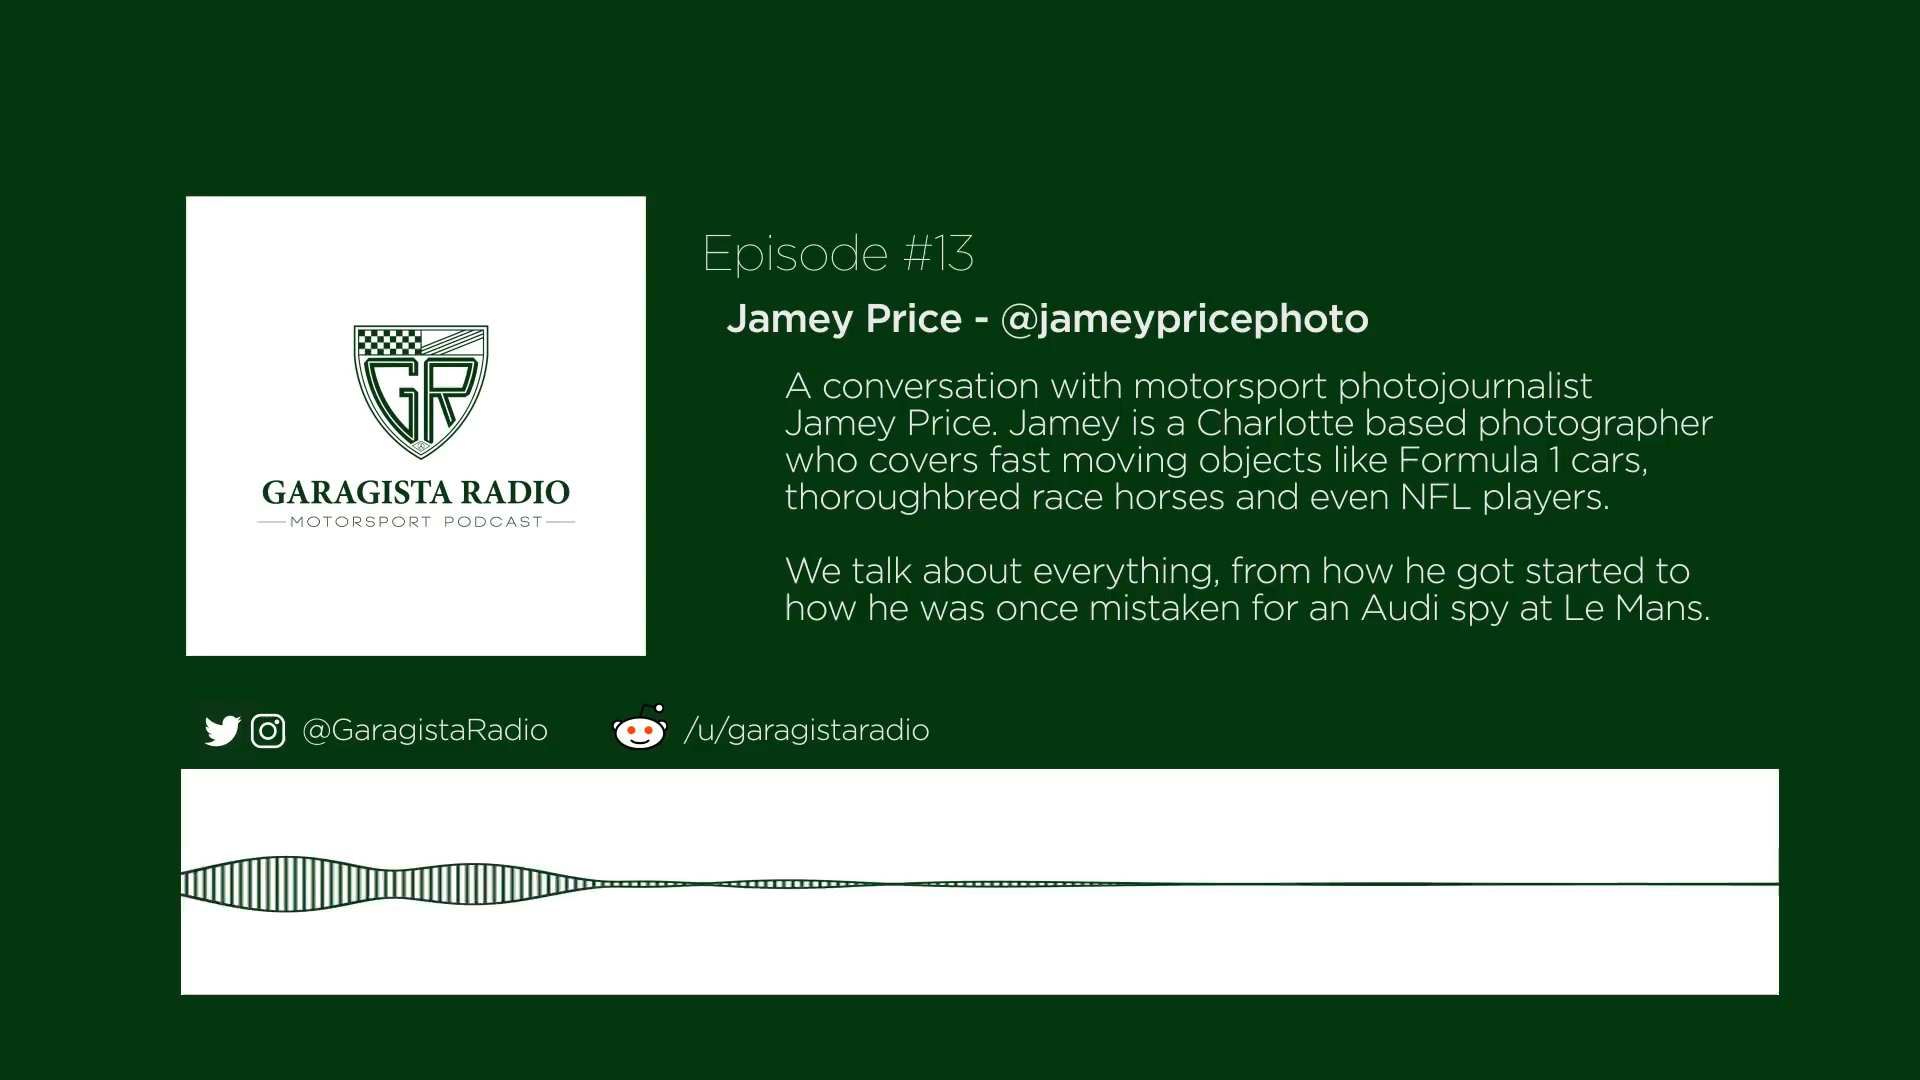 GR
GARAGISTA RADIO
MOTORSPORT PODCAST
Episode #13
Jamey Price - @jameypricephoto
A conversation with motorsport photojournalist
Jamey Price. Jamey is a Charlotte based photographer
who covers fast moving objects like Formula 1 cars,
thoroughbred race horses and even NFL players.
We talk about everything, from how he got started to
how he was once mistaken for an Audi spy at Le Mans.
@GaragistaRadio
/u/garagistaradio